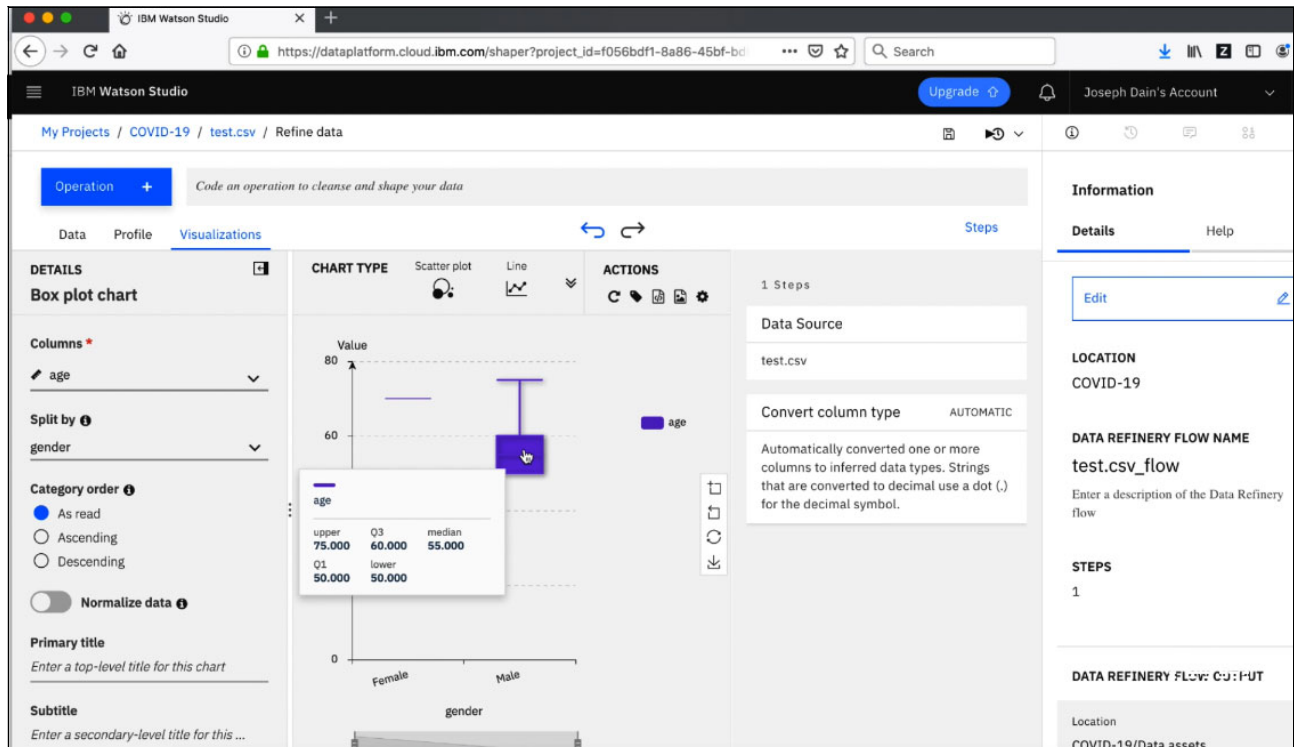 IBM Watson Studio
https://dataplatform.cloud.ibm.com/shaper?project_id=f056bdf1-8a86-45bf-bd
Search
IBM Watson Studio
Upgrade
Joseph Dain's Account
My Projects / COVID-19 / test.csv / Refine data
Operation +
Code an operation to cleanse and shape your data
Data
Profile
Visualizations
Steps
DETAILS
Box plot chart
Columns *
age
Split by
gender
Category order
As read
Ascending
Descending
Normalize data
Primary title
Enter a top-level title for this chart
Subtitle
Enter a secondary-level title for this ...
CHART TYPE
Scatter plot
Line
ACTIONS
Value
80
60
0
Female
Male
gender
age
age
upper Q3 median
75.000 60.000 55.000
Q1 lower
50.000 50.000
1 Steps
Data Source
test.csv
Convert column type AUTOMATIC
Automatically converted one or more
columns to inferred data types. Strings
that are converted to decimal use a dot (.)
for the decimal symbol.
Information
Details
Help
Edit
LOCATION
COVID-19
DATA REFINERY FLOW NAME
test.csv_flow
Enter a description of the Data Refinery
flow
STEPS
1
DATA REFINERY FLOW OUTPUT
Location
COVID-19/Data assets